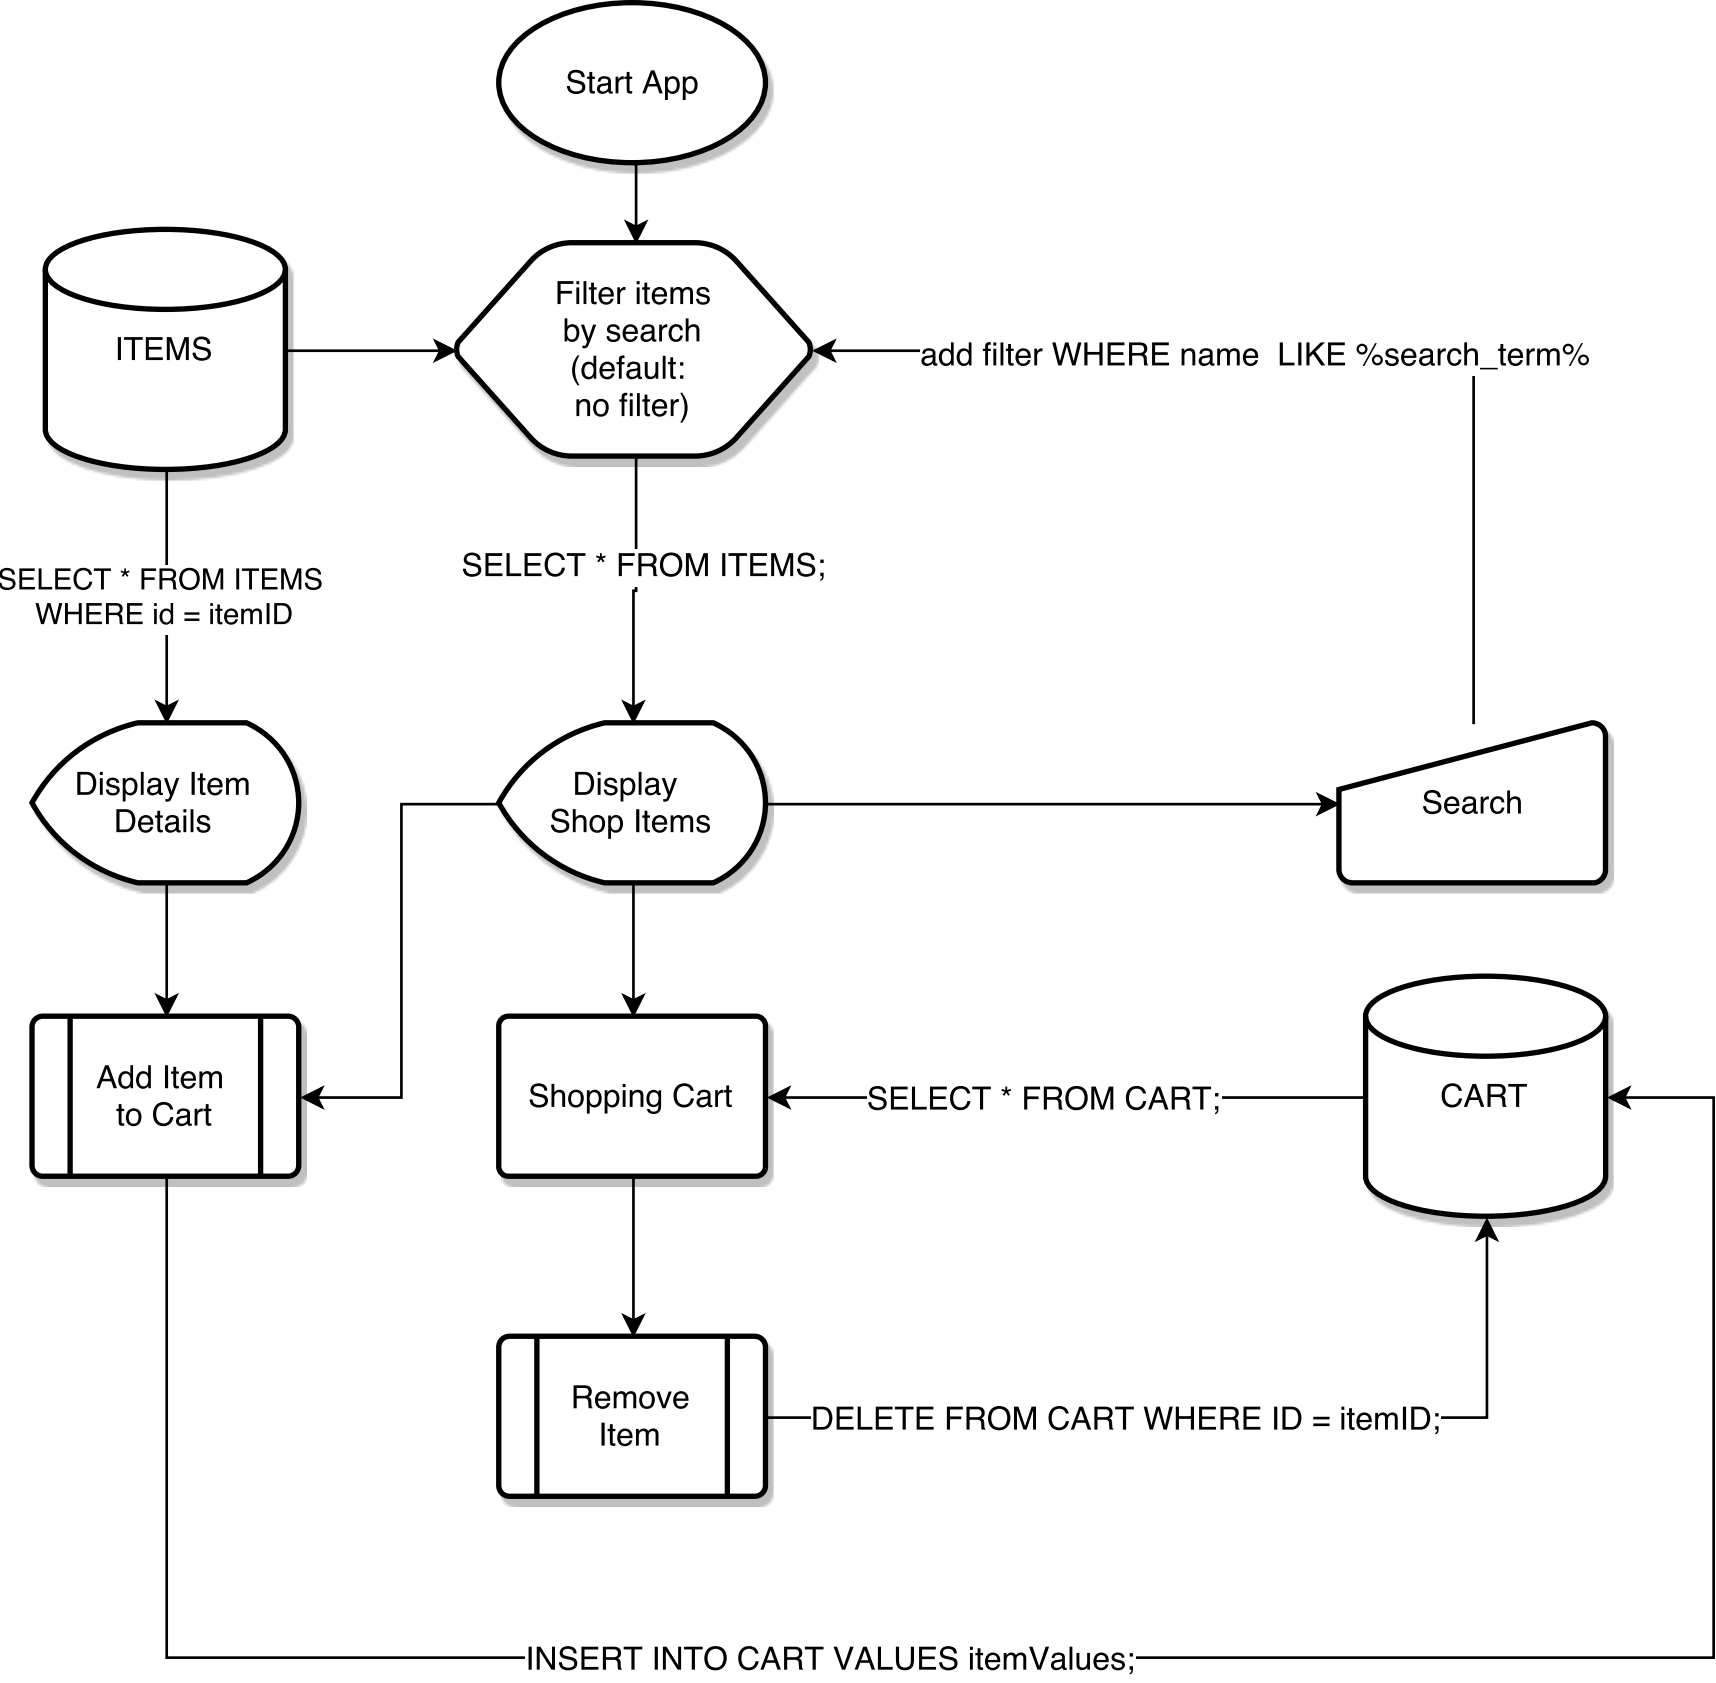 Start App
ITEMS
Filter items
by search
(default:
no filter)
add filter WHERE name  LIKE %search_term%
SELECT * FROM ITEMS
WHERE id = itemID
SELECT * FROM ITEMS;
Display Item
Details
Display
Shop Items
Search
Add Item
to Cart
Shopping Cart
SELECT * FROM CART;
CART
Remove
Item
DELETE FROM CART WHERE ID = itemID;
INSERT INTO CART VALUES itemValues;